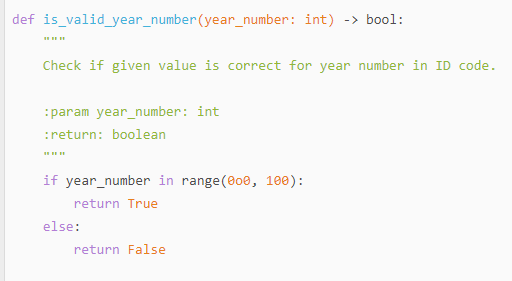 def is_valid_year_number(year_number: int) -> bool:
    """
    Check if given value is correct for year number in ID code.

    :param year_number: int
    :return: boolean
    """
    if year_number in range(0o0, 100):
        return True
    else:
        return False